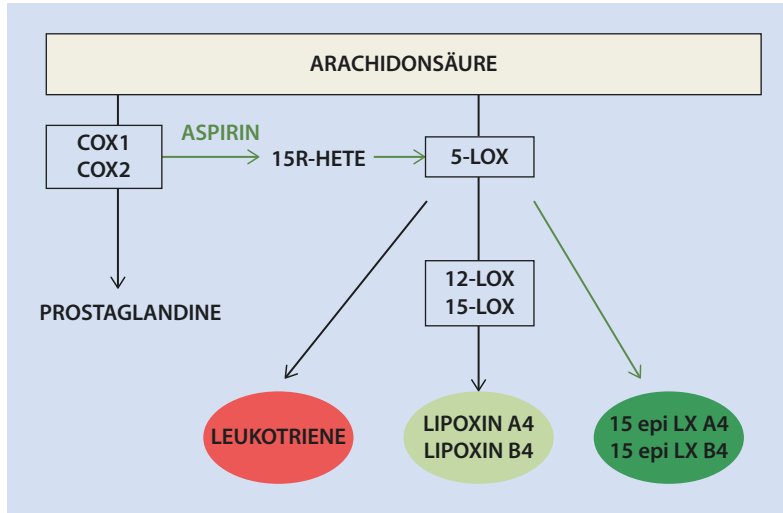 ARACHIDONSÄURE
COX1
COX2
ASPIRIN
15R-HETE
5-LOX
12-LOX
15-LOX
PROSTAGLANDINE
LEUKOTRIENE
LIPOXIN A4
LIPOXIN B4
15 epi LX A4
15 epi LX B4